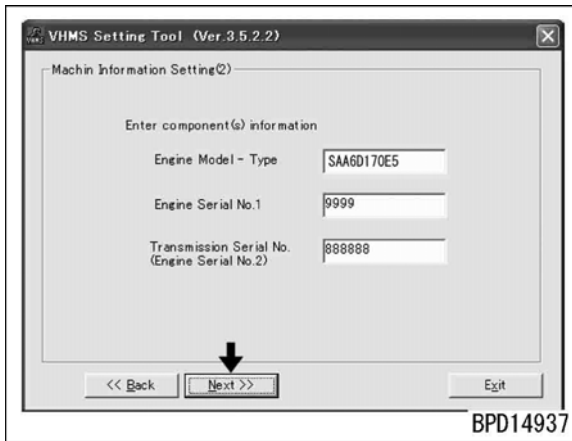 VHMS Setting Tool (Ver.3.5.2.2)
Machin Information Setting(2)
Enter component(s) information
Engine Model - Type
SAA6D170E5
Engine Serial No.1
9999
Transmission Serial No.
(Engine Serial No.2)
888888
<< Back
Next >>
Exit
BPD14937